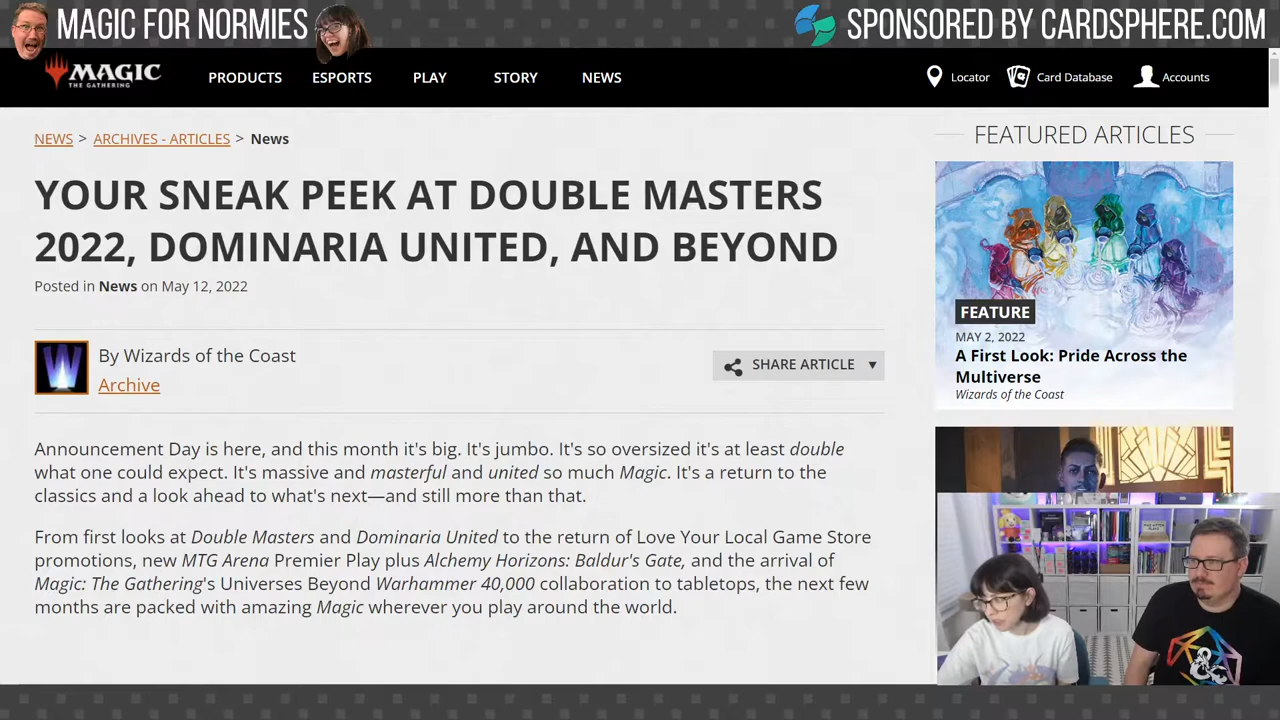 MAGIC FOR NORMIES
SPONSORED BY CARDSPHERE.COM
MAGIC
THE GATHERING
PRODUCTS
ESPORTS
PLAY
STORY
NEWS
Locator
Card Database
Accounts
NEWS > ARCHIVES - ARTICLES > News
YOUR SNEAK PEEK AT DOUBLE MASTERS
2022, DOMINARIA UNITED, AND BEYOND
Posted in News on May 12, 2022
By Wizards of the Coast
Archive
SHARE ARTICLE
Announcement Day is here, and this month it's big. It's jumbo. It's so oversized it's at least double
what one could expect. It's massive and masterful and united so much Magic. It's a return to the
classics and a look ahead to what's next—and still more than that.
From first looks at Double Masters and Dominaria United to the return of Love Your Local Game Store
promotions, new MTG Arena Premier Play plus Alchemy Horizons: Baldur's Gate, and the arrival of
Magic: The Gathering's Universes Beyond Warhammer 40,000 collaboration to tabletops, the next few
months are packed with amazing Magic wherever you play around the world.
FEATURED ARTICLES
FEATURE
MAY 2, 2022
A First Look: Pride Across the
Multiverse
Wizards of the Coast